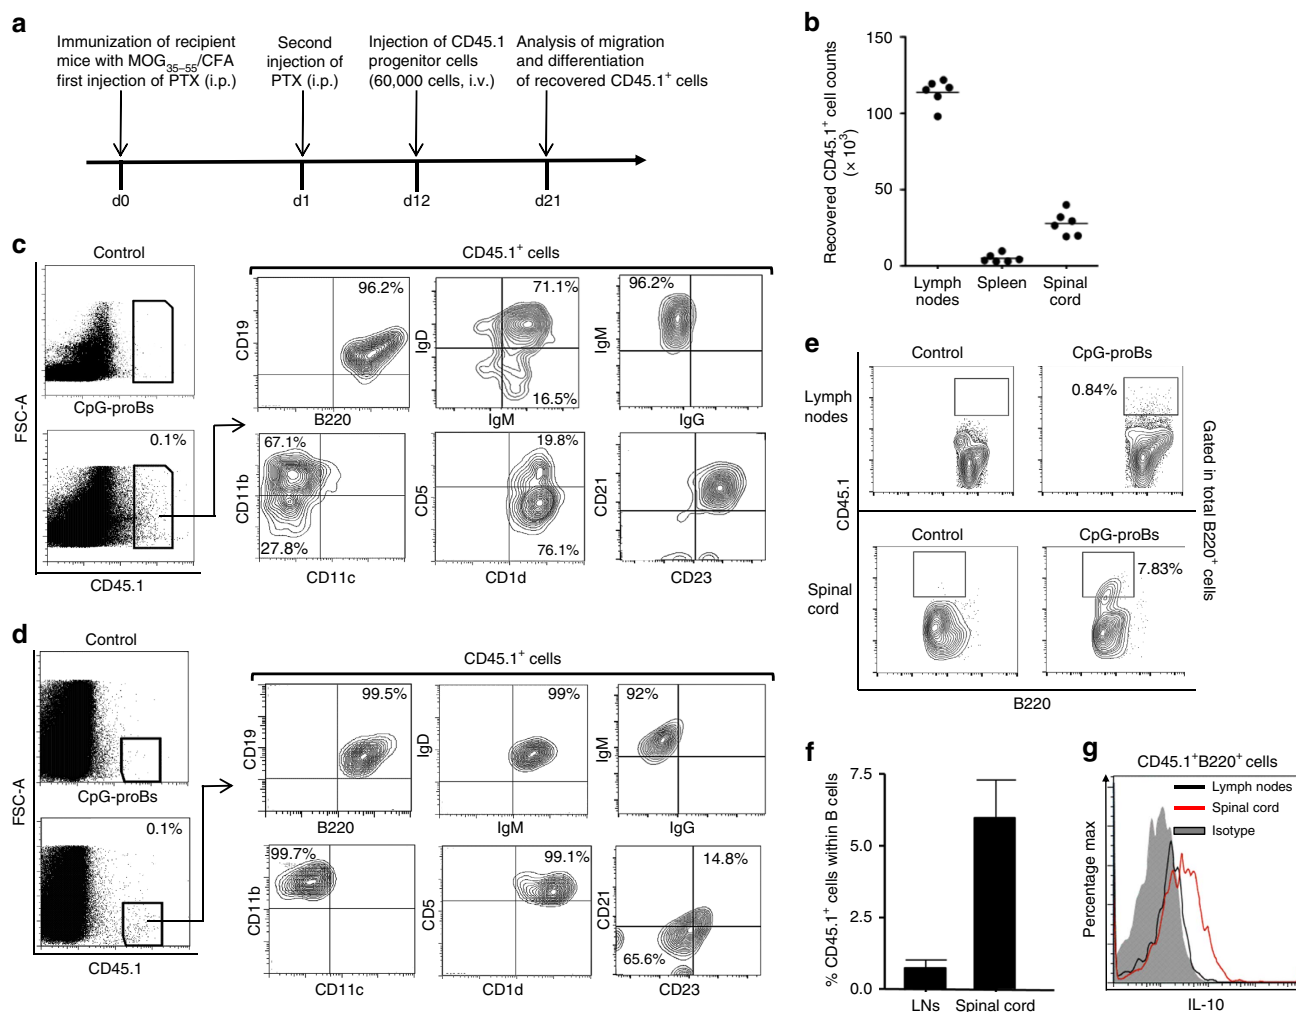 a
Immunization of recipient
mice with MOG35–55/CFA
first injection of PTX (i.p.)
Second
injection of
PTX (i.p.)
Injection of CD45.1
progenitor cells
(60,000 cells, i.v.)
Analysis of migration
and differentiation
of recovered CD45.1+ cells
d0
d1
d12
d21
b
Recovered CD45.1+ cell counts
(× 10³)
150
100
50
0
Lymph
nodes
Spleen
Spinal
cord
c
Control
CpG-proBs
0.1%
FSC-A
CD45.1
CD45.1+ cells
96.2%
CD19
B220
71.1%
16.5%
IgD
IgM
96.2%
IgM
IgG
67.1%
27.8%
CD11b
CD11c
19.8%
76.1%
CD5
CD1d
CD21
CD23
d
Control
CpG-proBs
0.1%
FSC-A
CD45.1
CD45.1+ cells
99.5%
CD19
B220
99%
IgD
IgM
92%
IgM
IgG
99.7%
CD11b
CD11c
99.1%
CD5
CD1d
14.8%
65.6%
CD21
CD23
e
Control
CpG-proBs
Lymph
nodes
0.84%
CD45.1
Control
CpG-proBs
Spinal
cord
7.83%
B220
Gated in total B220+ cells
f
% CD45.1+ cells within B cells
7.5
5.0
2.5
0.0
LNs
Spinal cord
g
CD45.1+B220+ cells
Lymph nodes
Spinal cord
Isotype
Percentage max
IL-10